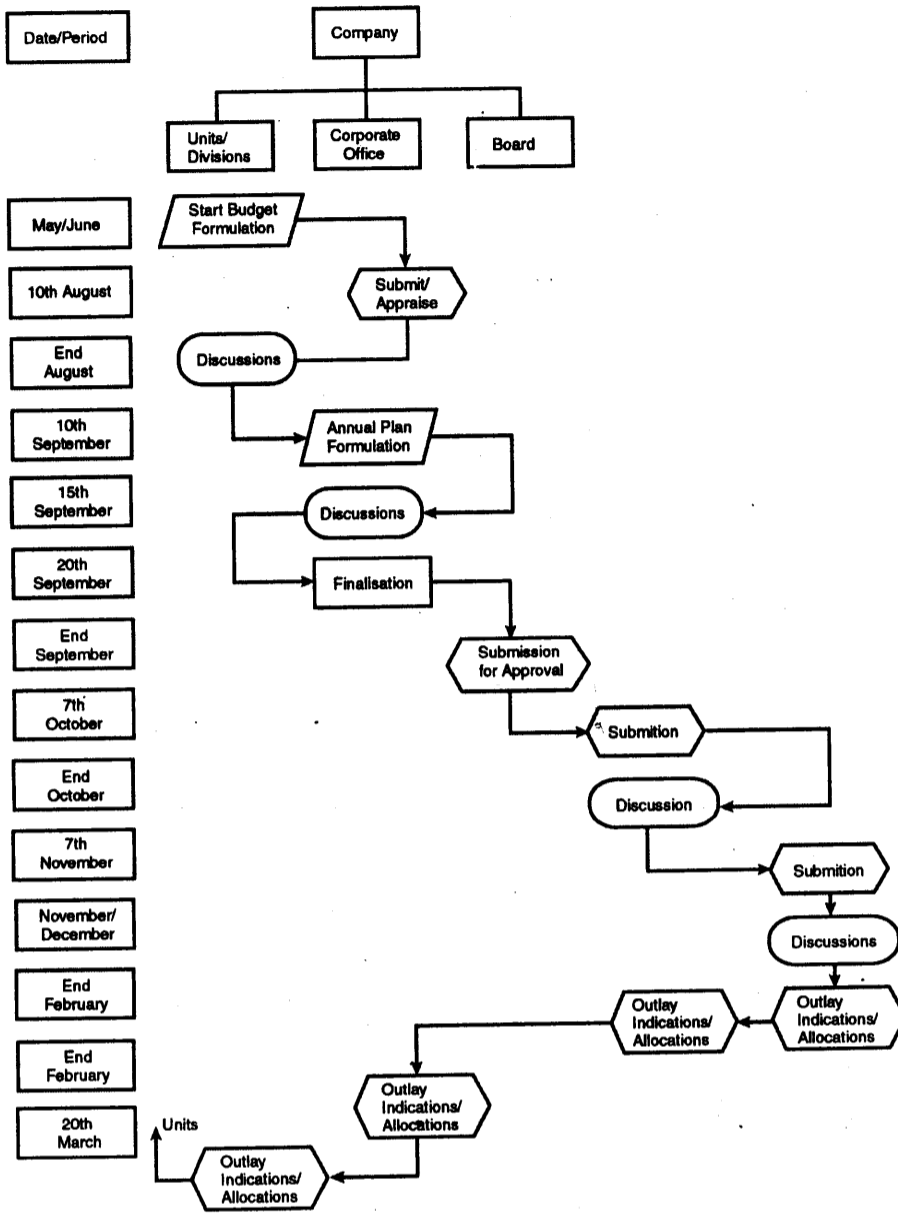 Date/Period
Company
Units/
Divisions
Corporate
Office
Board
May/June
Start Budget
Formulation
10th August
Submit/
Appraise
End
August
Discussions
10th
September
Annual Plan
Formulation
15th
September
Discussions
20th
September
Finalisation
End
September
Submission
for Approval
7th
October
Submition
End
October
Discussion
7th
November
Submition
November/
December
Discussions
End
February
Outlay
Indications/
Allocations
Outlay
Indications/
Allocations
End
February
Outlay
Indications/
Allocations
20th
March
Units
Outlay
Indications/
Allocations